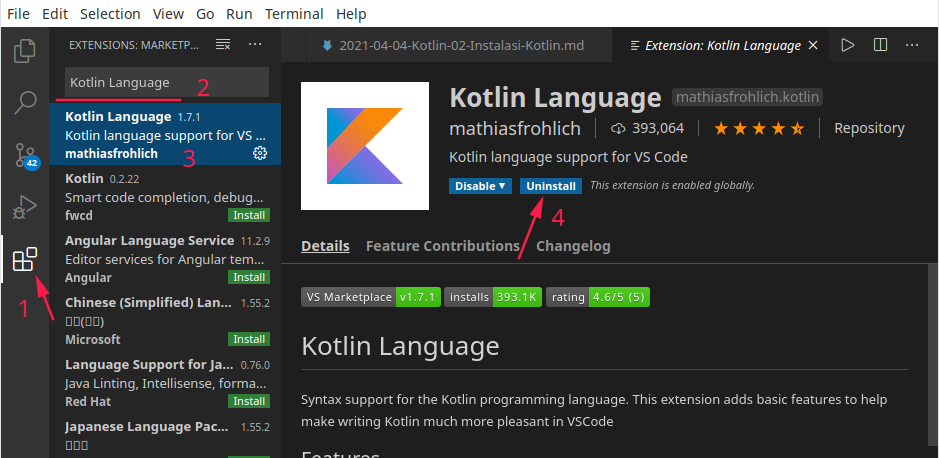 File Edit Selection View Go Run Terminal Help
EXTENSIONS: MARKETP...
2021-04-04-Kotlin-02-Instalasi-Kotlin.md
Extension: Kotlin Language
Kotlin Language
2
Kotlin Language 1.7.1
Kotlin language support for VS ...
mathiasfrohlich
3
Kotlin 0.2.22
Smart code completion, debug...
fwcd Install
Angular Language Service 11.2.9
Editor services for Angular tem...
Angular Install
Chinese (Simplified) Lan... 1.55.2
Microsoft Install
Language Support for Ja... 0.76.0
Java Linting, Intellisense, forma...
Red Hat Install
Japanese Language Pac... 1.55.2
42
1
Kotlin Language mathiasfrohlich.kotlin
mathiasfrohlich 393,064 Repository
Kotlin language support for VS Code
Disable Uninstall This extension is enabled globally.
4
Details Feature Contributions Changelog
VS Marketplace v1.7.1 installs 393.1K rating 4.6/5 (5)
Kotlin Language
Syntax support for the Kotlin programming language. This extension adds basic features to help
make writing Kotlin much more pleasant in VSCode
Features